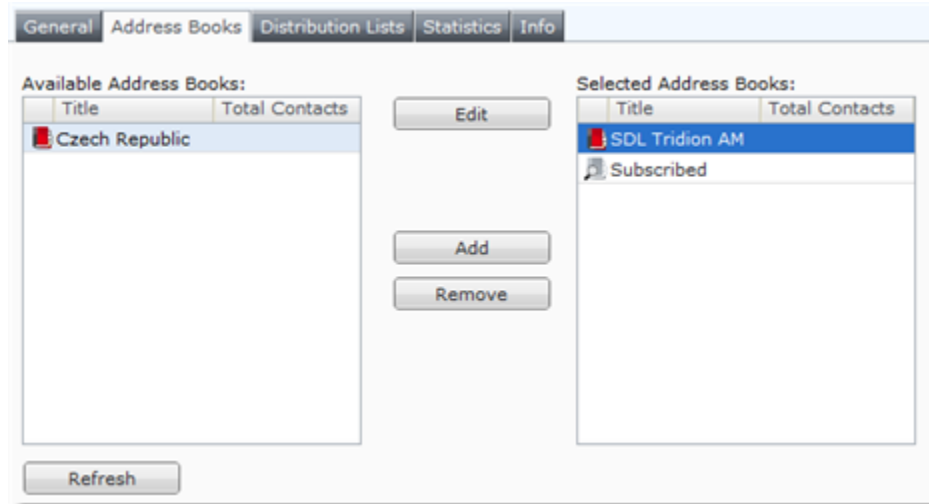 General Address Books Distribution Lists Statistics Info
Available Address Books:
Title Total Contacts
Czech Republic
Edit
Add
Remove
Selected Address Books:
Title Total Contacts
SDL Tridion AM
Subscribed
Refresh